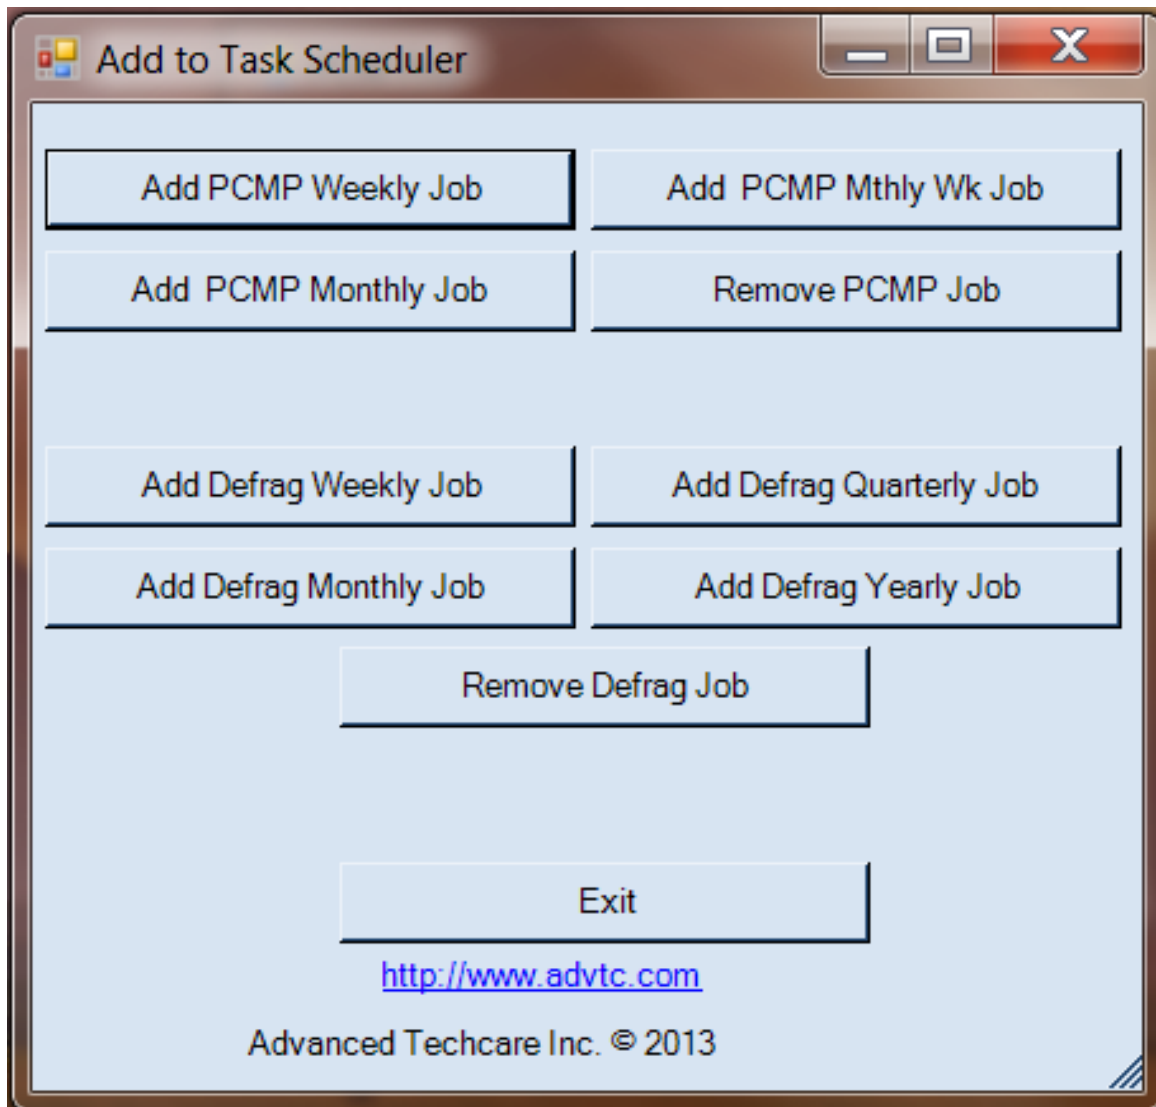 Add to Task Scheduler
Add PCMP Weekly Job
Add  PCMP Mthly Wk Job
Add  PCMP Monthly Job
Remove PCMP Job
Add Defrag Weekly Job
Add Defrag Quarterly Job
Add Defrag Monthly Job
Add Defrag Yearly Job
Remove Defrag Job
Exit
http://www.advtc.com
Advanced Techcare Inc. © 2013